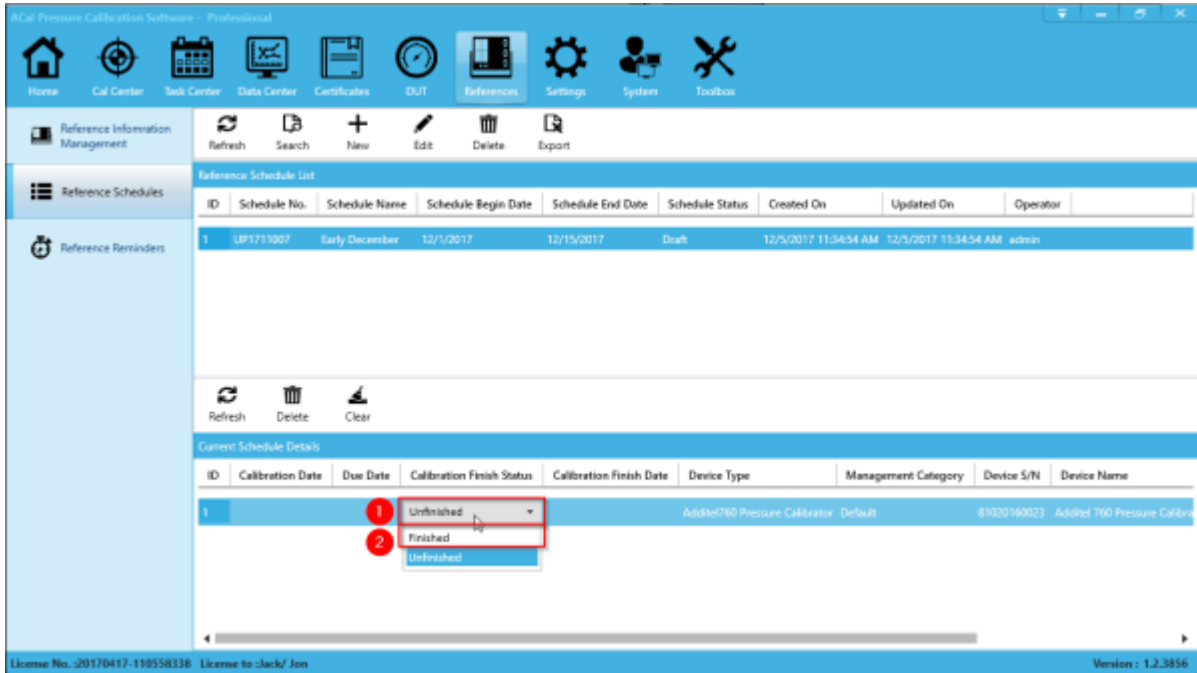 ACal Pressure Calibration Software - Professional
Home Cal Center Task Center Data Center Certificates DUT References Settings System Toolbox
Reference Information
Management
Reference Schedules
Reference Reminders
Refresh Search New Edit Delete Export
Reference Schedule List
ID Schedule No. Schedule Name Schedule Begin Date Schedule End Date Schedule Status Created On Updated On Operator
1 UP1711007 Early December 12/1/2017 12/15/2017 Draft 12/5/2017 11:34:54 AM 12/5/2017 11:34:54 AM admin
Refresh Delete Clear
Current Schedule Details
ID Calibration Date Due Date Calibration Finish Status Calibration Finish Date Device Type Management Category Device S/N Device Name
1 1 Unfinished Additel760 Pressure Calibrator Default 81020160023 Additel 760 Pressure Calibra
2 Finished
Unfinished
License No. :20170417-110558338 License to :Jack/ Jon Version : 1.2.3856